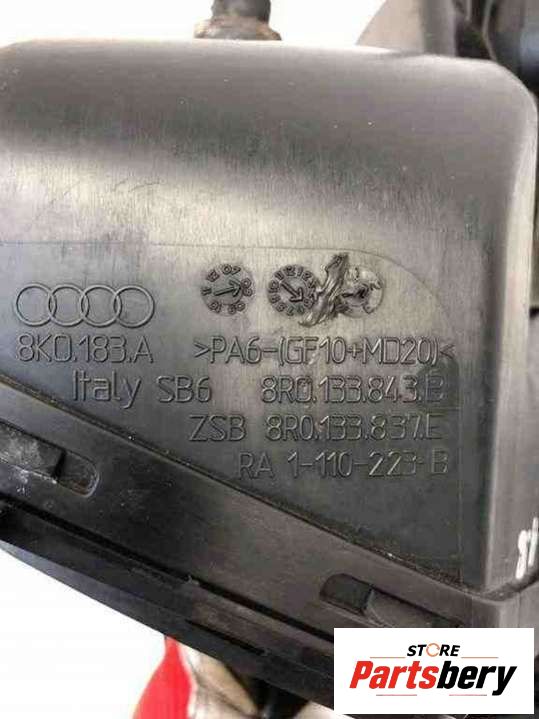 8K0.183.A >PA6-(GF10+MD20)<
Italy SB6 8R0.133.843.E
ZSB 8R0.133.837.E
RA 1-110-223-B
STORE
Partsbery